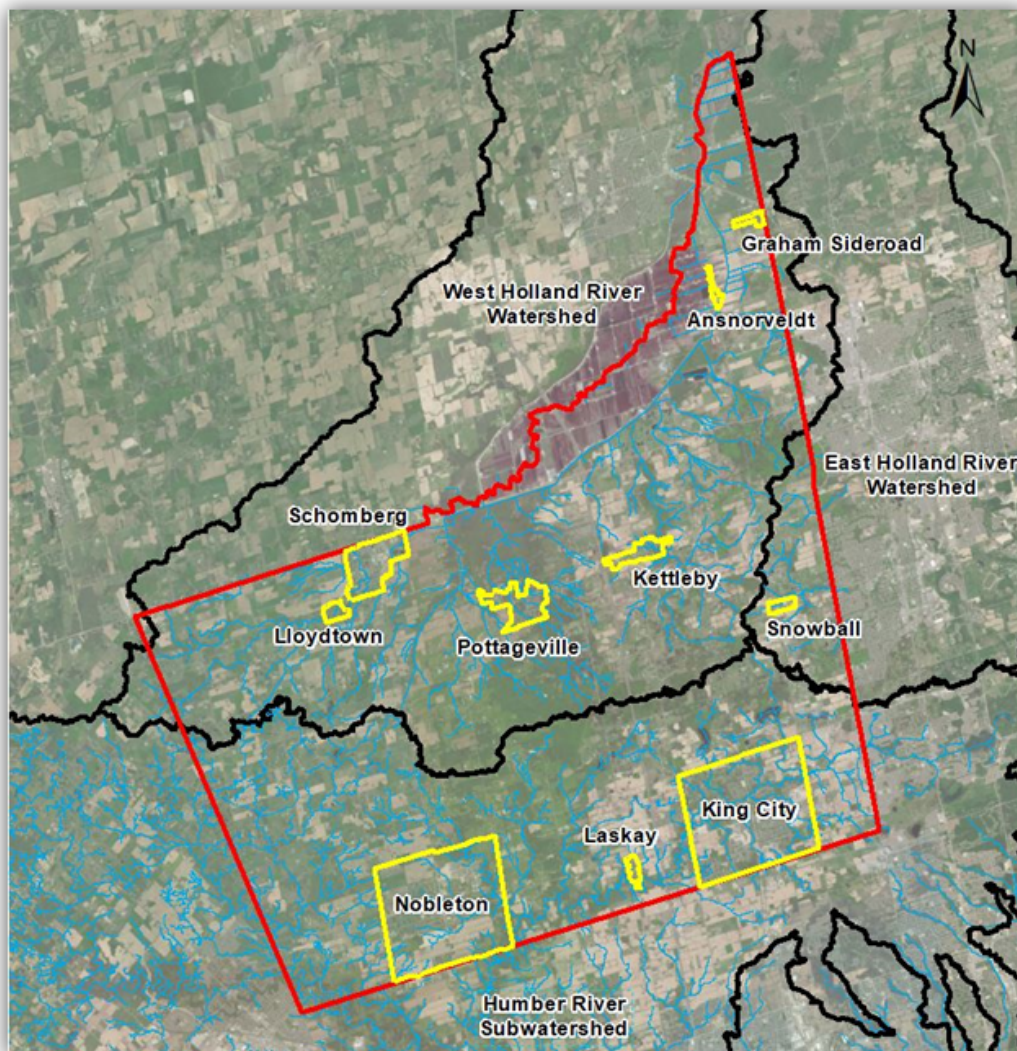 N
Graham Sideroad
West Holland River
Watershed
Ansnorveldt
East Holland River
Watershed
Schomberg
Kettleby
Lloydtown
Pottageville
Snowball
King City
Laskay
Nobleton
Humber River
Subwatershed